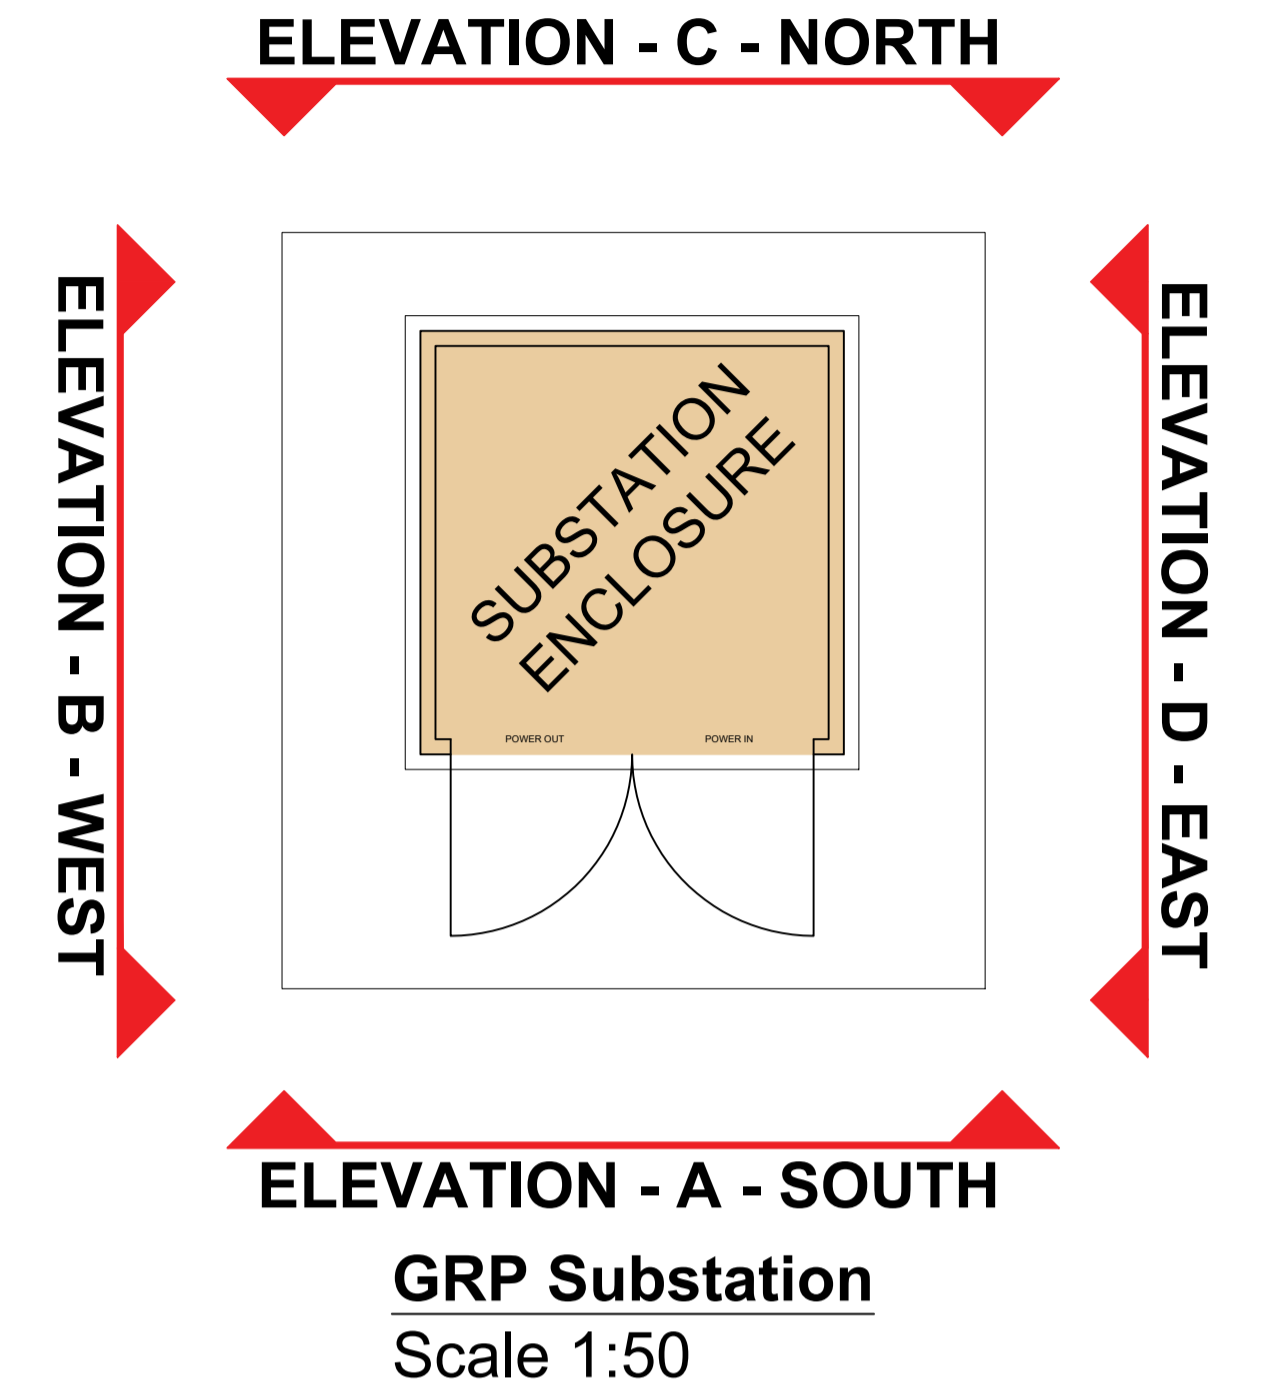 ELEVATION - C - NORTH
ELEVATION - B - WEST
SUBSTATION
ENCLOSURE
POWER OUT
POWER IN
ELEVATION - D - EAST
ELEVATION - A - SOUTH
GRP Substation
Scale 1:50